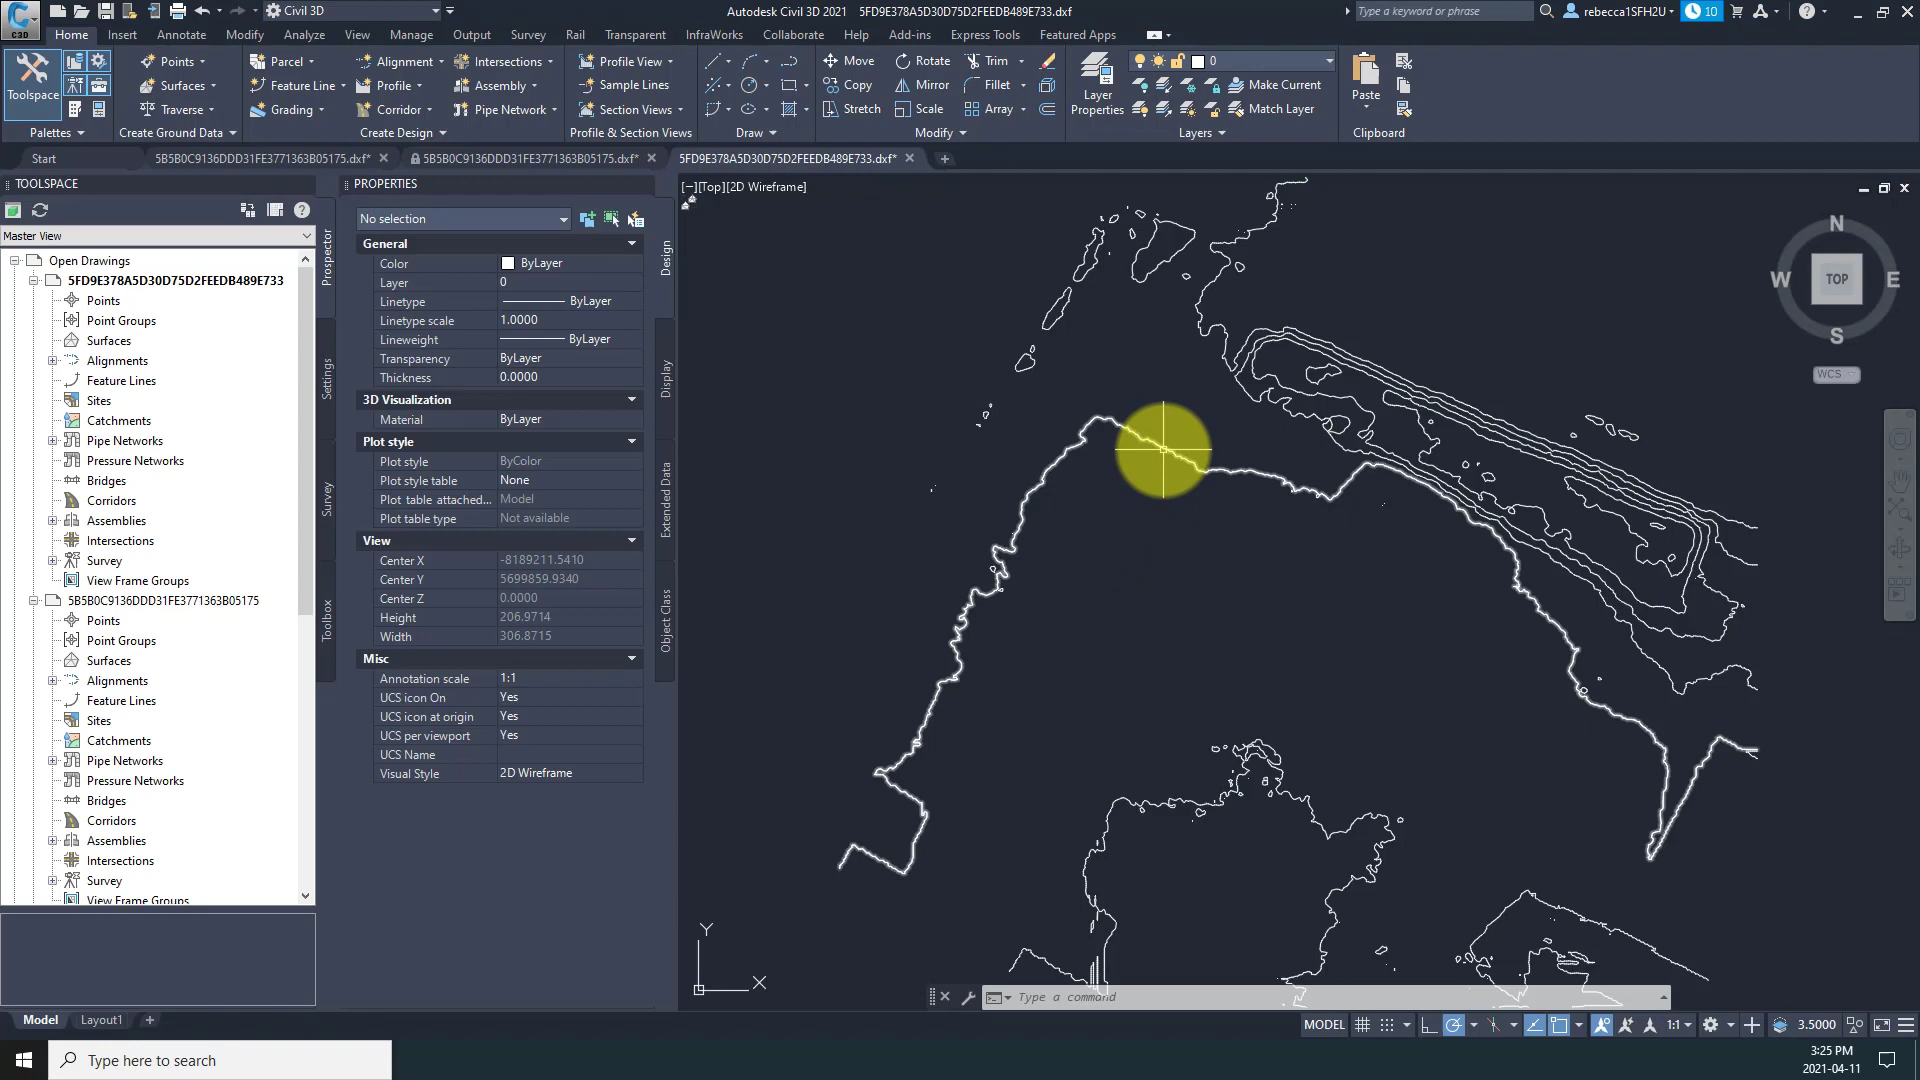 Civil 3D
Autodesk Civil 3D 2021 5FD9E378A5D30D75D2FEEDB489E733.dxf
Type a keyword or phrase
rebecca1SFH2U
10
C3D
Home Insert Annotate Modify Analyze View Manage Output Survey Rail Transparent InfraWorks Collaborate Help Add-ins Express Tools Featured Apps
Toolspace
Points
Surfaces
Traverse
Parcel
Feature Line
Grading
Alignment
Profile
Corridor
Intersections
Assembly
Pipe Network
Profile View
Sample Lines
Section Views
Move
Copy
Stretch
Rotate
Mirror
Scale
Trim
Fillet
Array
Layer
Properties
0
Make Current
Match Layer
Paste
Palettes
Create Ground Data
Create Design
Profile & Section Views
Draw
Modify
Layers
Clipboard
Start
5B5B0C9136DDD31FE3771363B05175.dxf*
5B5B0C9136DDD31FE3771363B05175.dxf*
5FD9E378A5D30D75D2FEEDB489E733.dxf*
TOOLSPACE
Master View
Open Drawings
5FD9E378A5D30D75D2FEEDB489E733
Points
Point Groups
Surfaces
Alignments
Feature Lines
Sites
Catchments
Pipe Networks
Pressure Networks
Bridges
Corridors
Assemblies
Intersections
Survey
View Frame Groups
5B5B0C9136DDD31FE3771363B05175
Points
Point Groups
Surfaces
Alignments
Feature Lines
Sites
Catchments
Pipe Networks
Pressure Networks
Bridges
Corridors
Assemblies
Intersections
Survey
View Frame Groups
Prospector
Settings
Survey
Toolbox
PROPERTIES
No selection
General
Color ByLayer
Layer 0
Linetype ByLayer
Linetype scale 1.0000
Lineweight ByLayer
Transparency ByLayer
Thickness 0.0000
3D Visualization
Material ByLayer
Plot style
Plot style ByColor
Plot style table None
Plot table attached... Model
Plot table type Not available
View
Center X -8189211.5410
Center Y 5699859.9340
Center Z 0.0000
Height 206.9714
Width 306.8715
Misc
Annotation scale 1:1
UCS icon On Yes
UCS icon at origin Yes
UCS per viewport Yes
UCS Name
Visual Style 2D Wireframe
Design
Display
Extended Data
Object Class
[−][Top][2D Wireframe]
N
W TOP E
S
WCS
Y
X
Type a command
Model Layout1
MODEL
1:1
3.5000
Type here to search
3:25 PM
2021-04-11